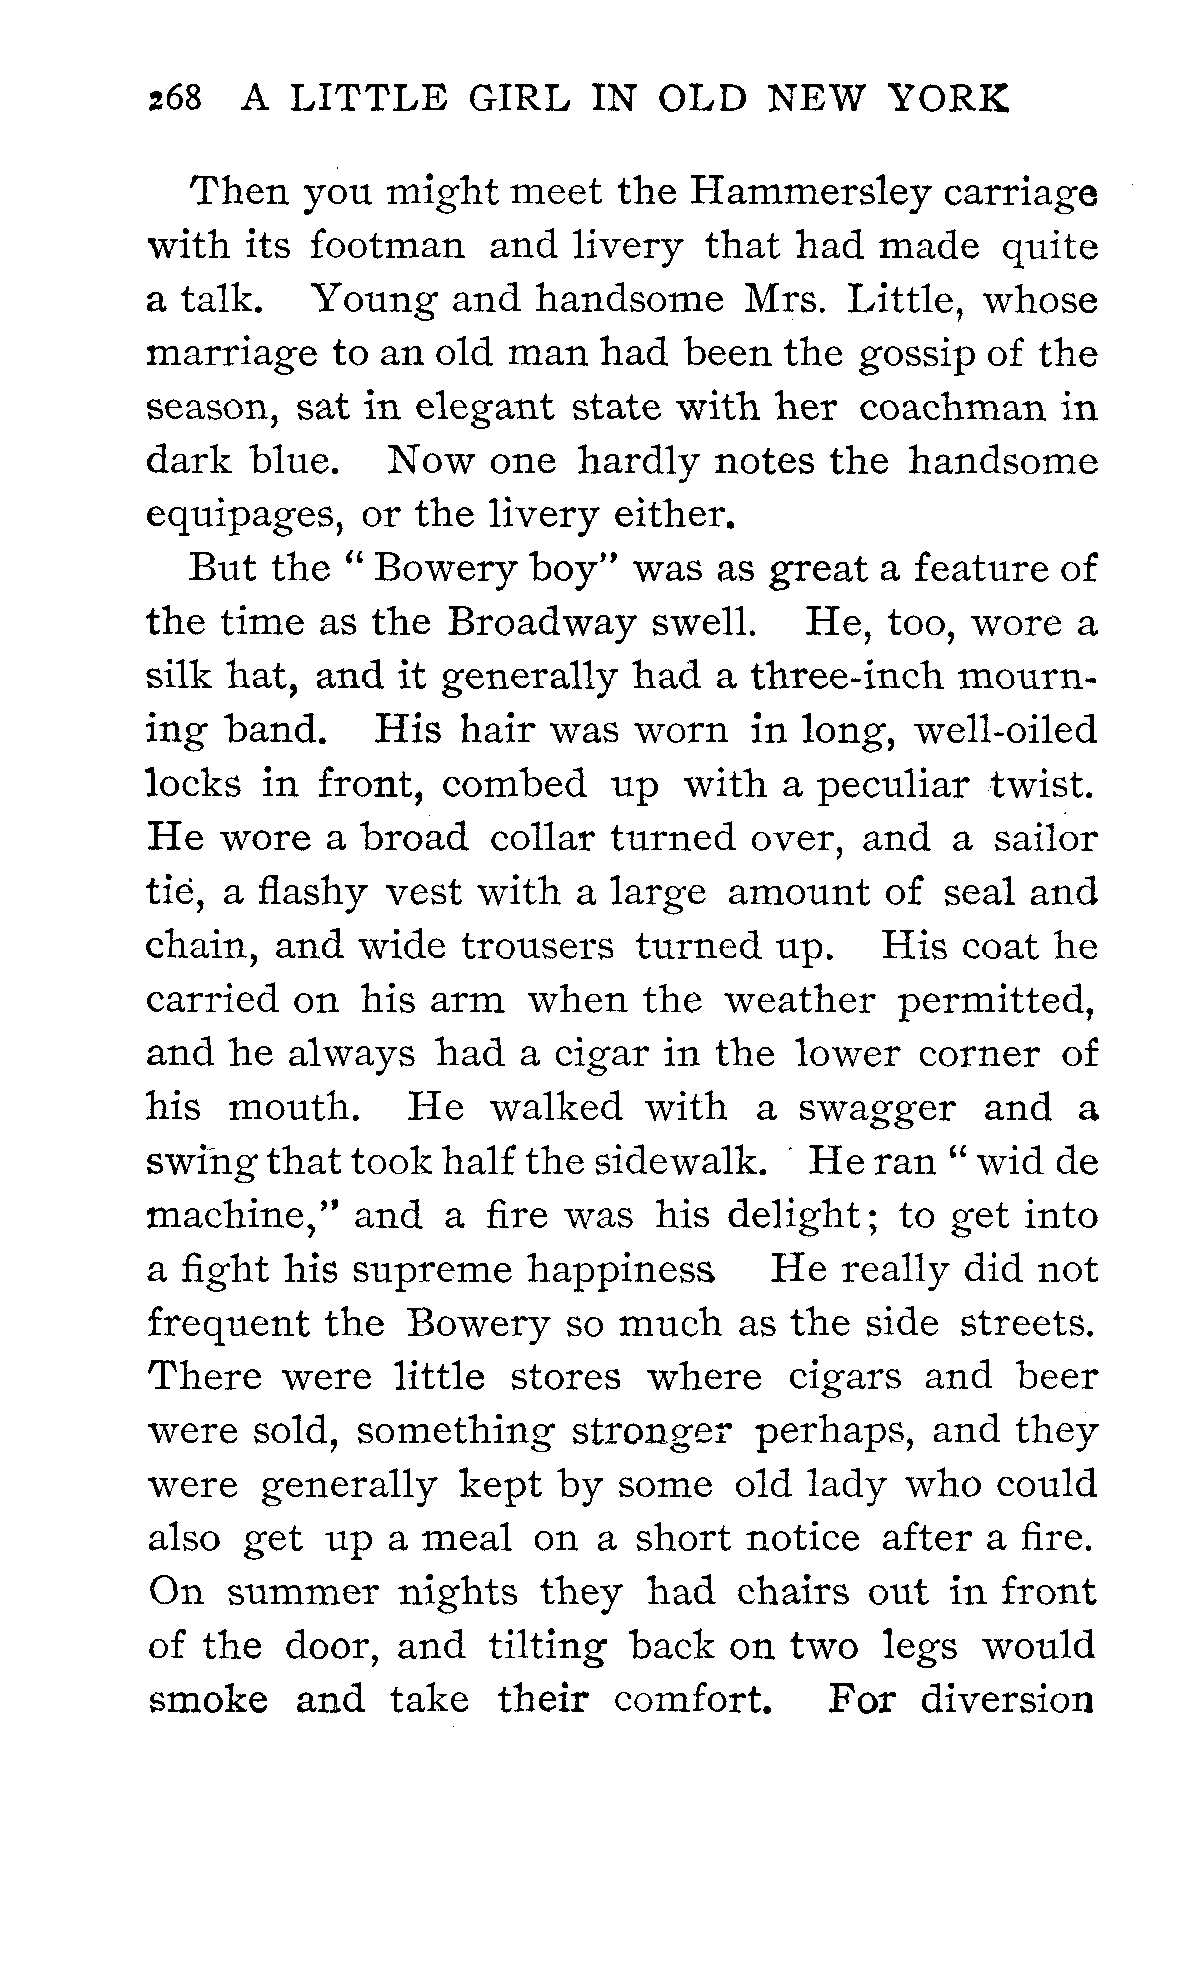 268 A LITTLE GIRL IN OLD NEW YORK
Then you might meet the Hammersley carriage
with its footman and livery that had made quite
a talk. Young and handsome Mrs. Little, whose
marriage to an old man had been the gossip of the
season, sat in elegant state with her coachman in
dark blue. Now one hardly notes the handsome
equipages, or the livery either.
But the " Bowery boy" was as great a feature of
the time as the Broadway swell. He, too, wore a
silk hat, and it generally had a three-inch mourn-
ing band. His hair was worn in long, well-oiled
locks in front, combed up with a peculiar twist.
He wore a broad collar turned over, and a sailor
tie, a flashy vest with a large amount of seal and
chain, and wide trousers turned up. His coat he
carried on his arm when the weather permitted,
and he always had a cigar in the lower corner of
his mouth. He walked with a swagger and a
swing that took half the sidewalk. He ran " wid de
machine," and a fire was his delight; to get into
a fight his supreme happiness He really did not
frequent the Bowery so much as the side streets.
There were little stores where cigars and beer
were sold, something stronger perhaps, and they
were generally kept by some old lady who could
also get up a meal on a short notice after a fire.
On summer nights they had chairs out in front
of the door, and tilting back on two legs would
smoke and take their comfort. For diversion